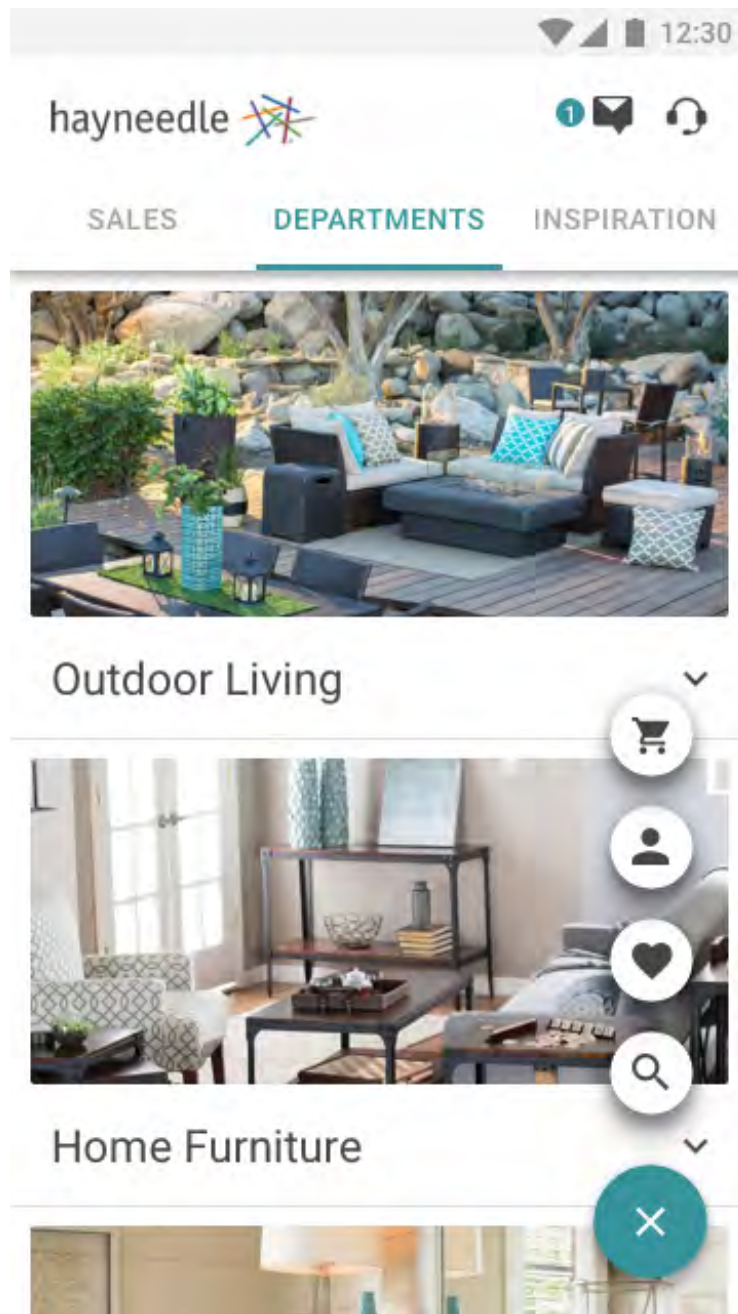 12:30
hayneedle
1
SALES DEPARTMENTS INSPIRATION
Outdoor Living
Home Furniture